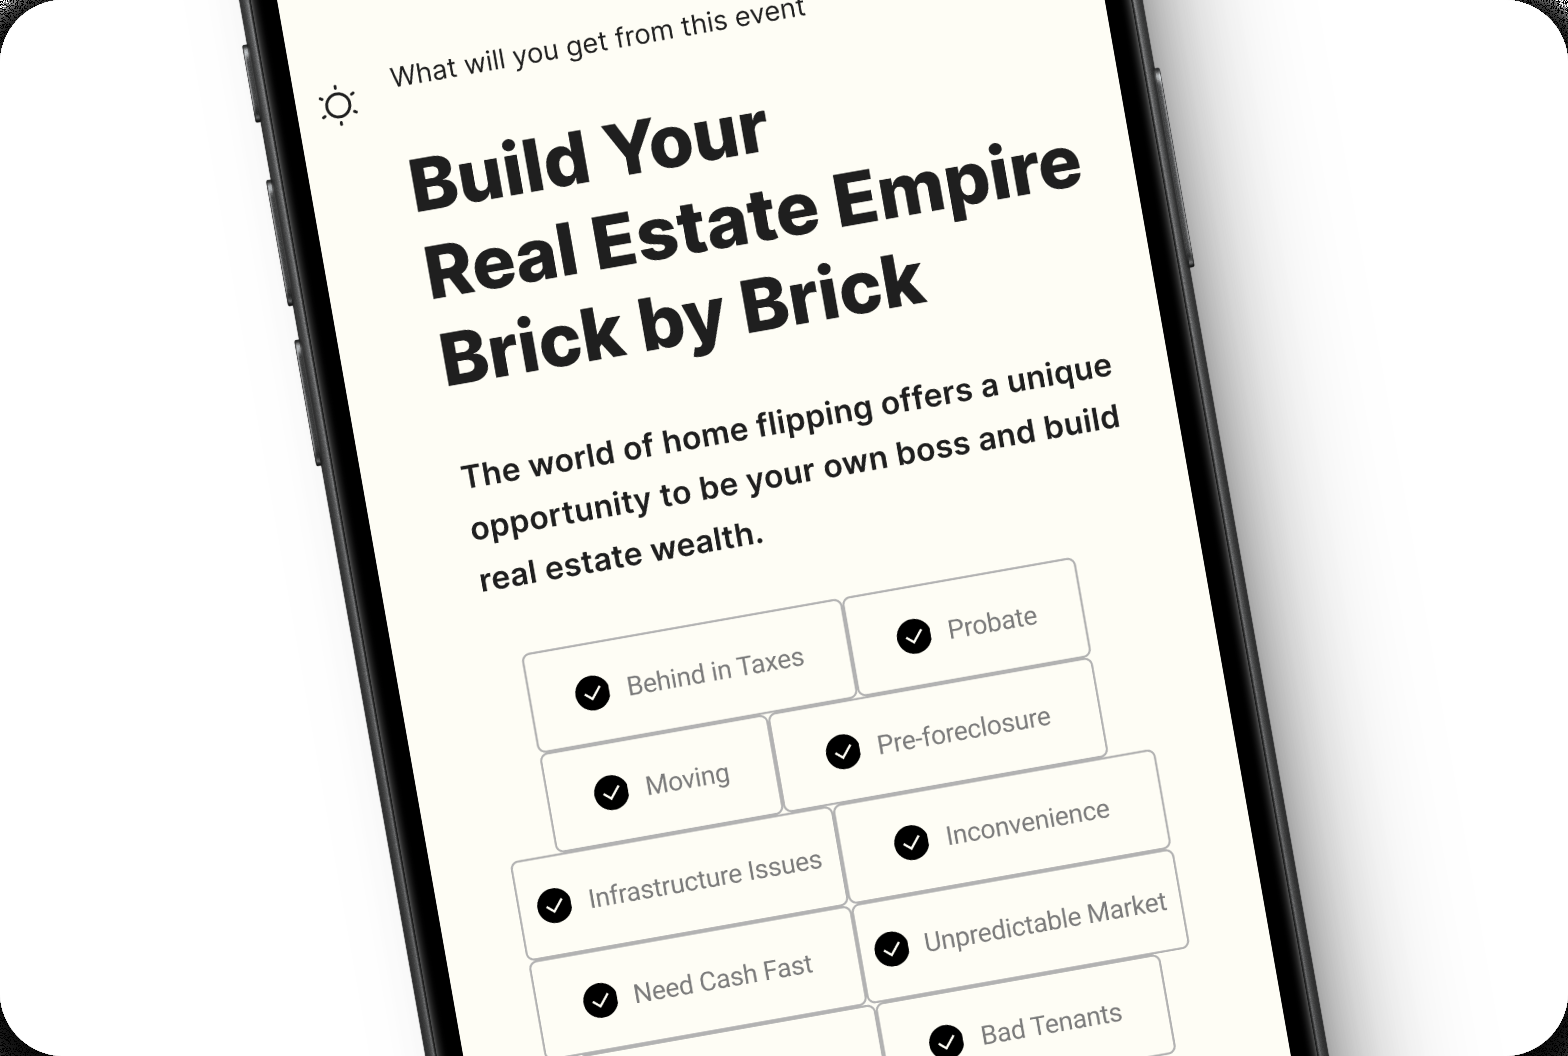 What will you get from this event
Build Your
Real Estate Empire
Brick by Brick
The world of home flipping offers a unique
opportunity to be your own boss and build
real estate wealth.
Behind in Taxes
Probate
Moving
Pre-foreclosure
Infrastructure Issues
Inconvenience
Need Cash Fast
Unpredictable Market
Bad Tenants